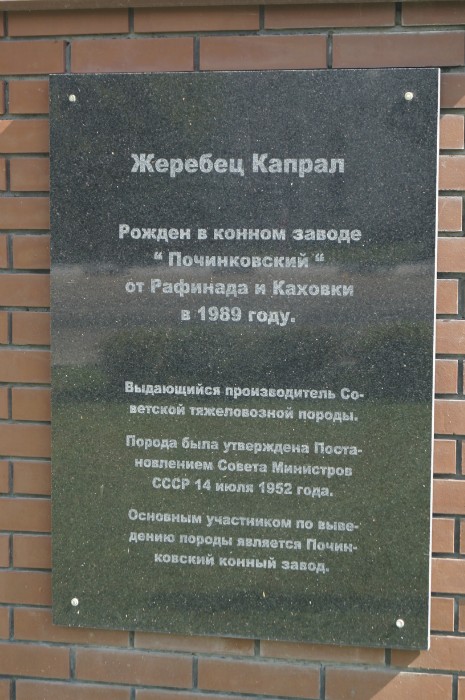 Жеребец Капрал
Рожден в конном заводе
“ Починковский “
от Рафинада и Каховки
в 1989 году.
Выдающийся производитель Со-
ветской тяжеловозной породы.
Порода была утверждена Поста-
новлением Совета Министров
СССР 14 июля 1952 года.
Основным участником по выве-
дению породы является Почин-
ковский конный завод.